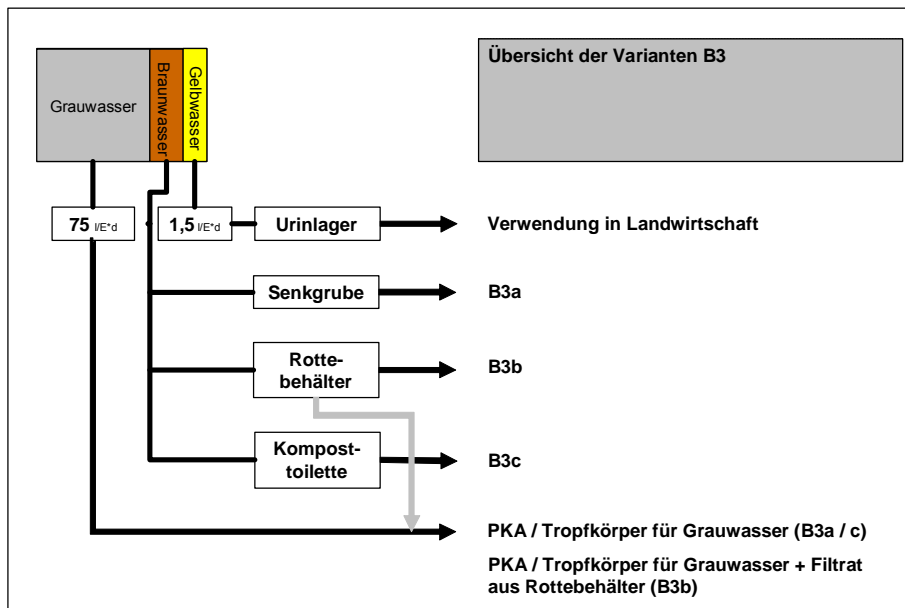 Übersicht der Varianten B3
Grauwasser
Braunwasser
Gelbwasser
75 l/E*d
1,5 l/E*d
Urinlager
Verwendung in Landwirtschaft
Senkgrube
B3a
Rotte-
behälter
B3b
Kompost-
toilette
B3c
PKA / Tropfkörper für Grauwasser (B3a / c)
PKA / Tropfkörper für Grauwasser + Filtrat
aus Rottebehälter (B3b)